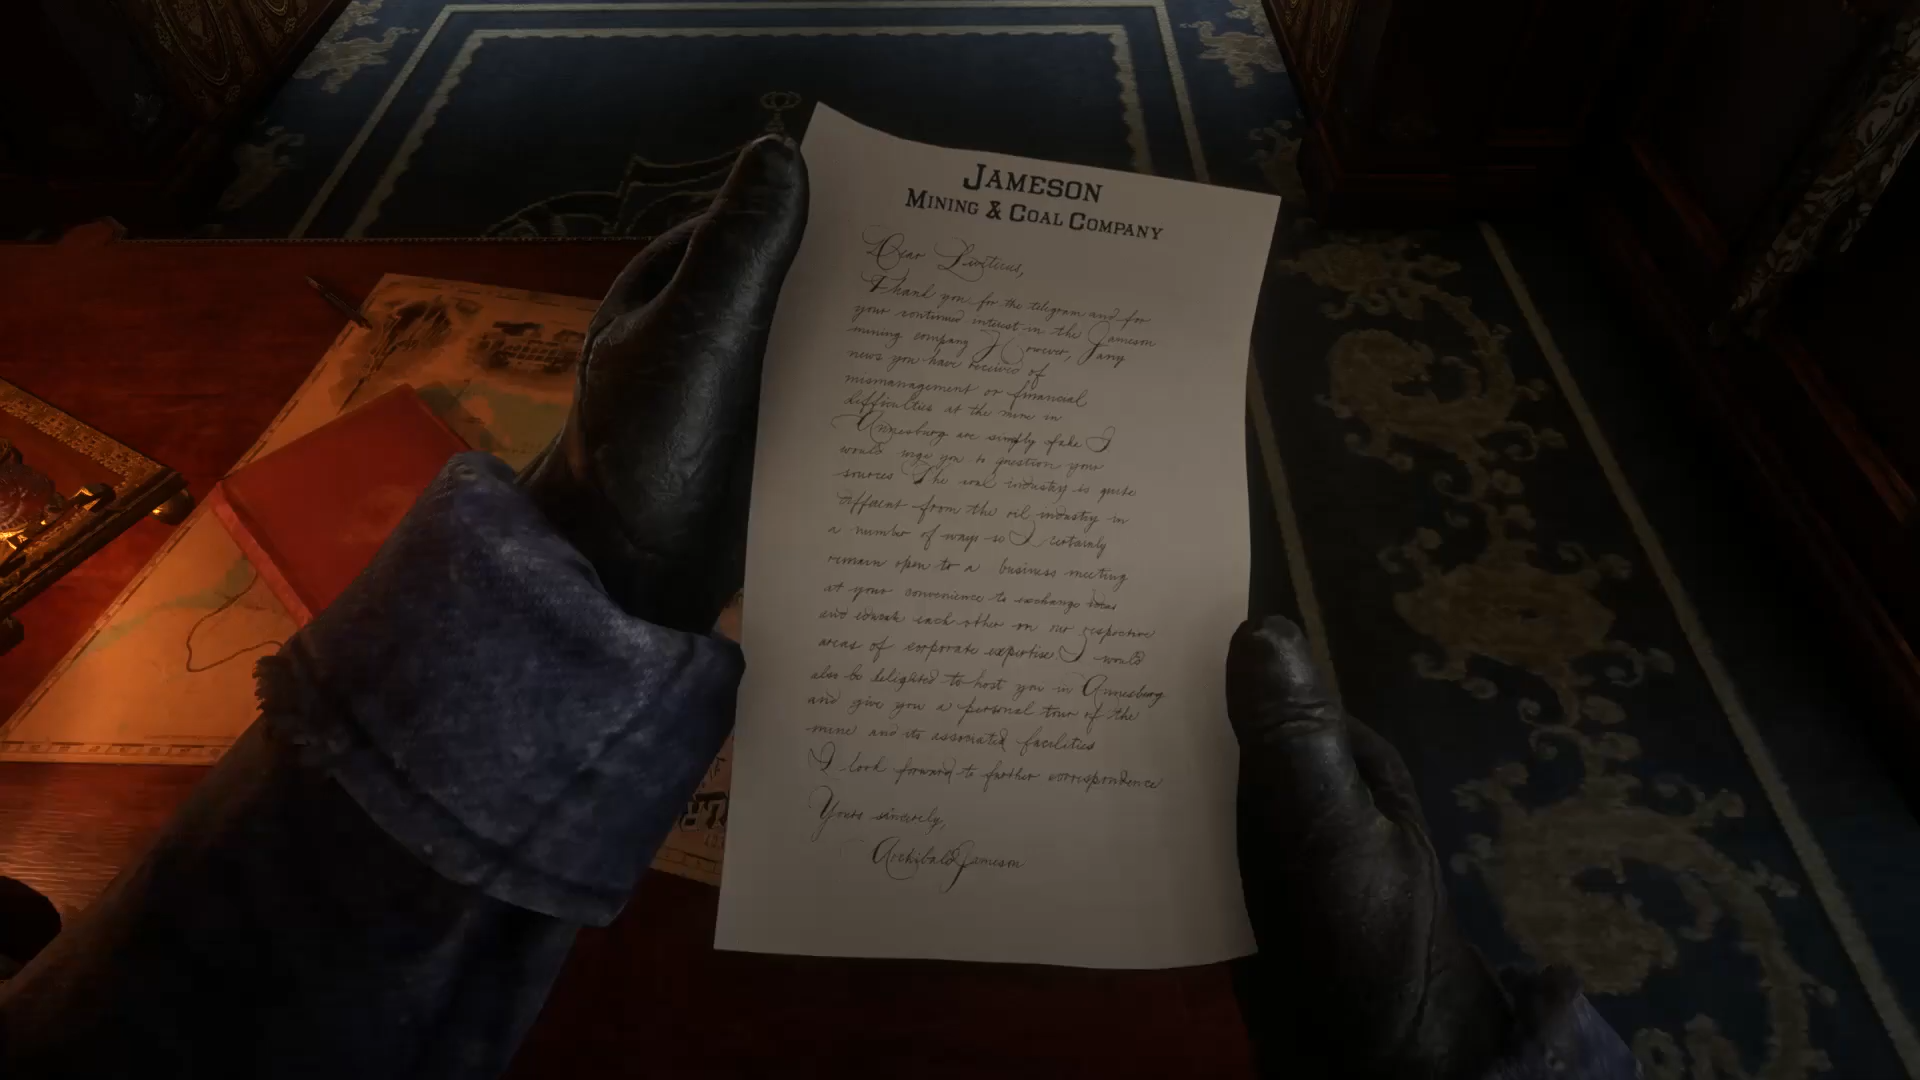 JAMESON
MINING & COAL COMPANY
Dear Leviticus,
Thank you for the telegram and for
your continued interest in the Jameson
mining company However, I any
news you have received of
mismanagement or financial
difficulties at the mine in
Annesburg are simply fake I
would urge you to question your
sources The coal industry is quite
different from the oil industry in
a number of ways so I certainly
remain open to a business meeting
at your convenience to exchange ideas
and educate each other on our respective
areas of corporate expertise I would
also be delighted to host you in Annesburg
and give you a personal tour of the
mine and its associated facilities
I look forward to further correspondence
Yours sincerely,
Archibald Jameson